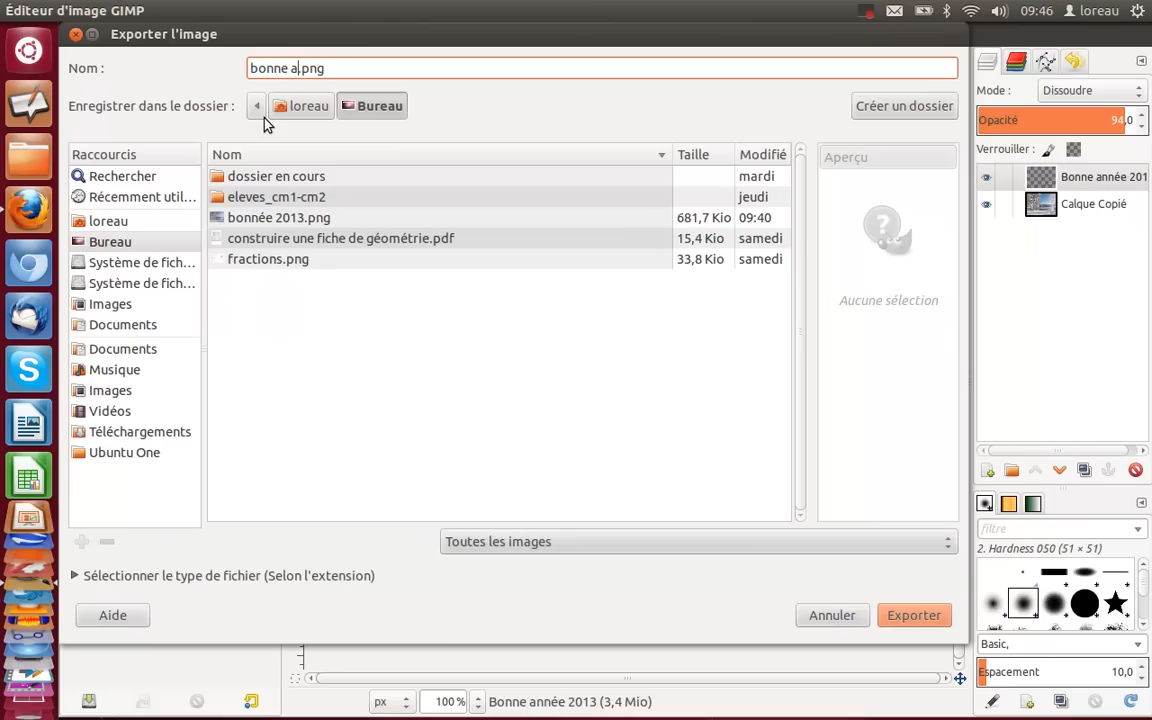 Éditeur d'image GIMP
09:46
loreau
Exporter l'image
Nom :
bonne a.png
Enregistrer dans le dossier :
loreau
Bureau
Créer un dossier
Raccourcis
Rechercher
Récemment util...
loreau
Bureau
Système de fich...
Système de fich...
Images
Documents
Documents
Musique
Images
Vidéos
Téléchargements
Ubuntu One
Nom Taille Modifié
dossier en cours mardi
eleves_cm1-cm2 jeudi
bonnée 2013.png 681,7 Kio 09:40
construire une fiche de géométrie.pdf 15,4 Kio samedi
fractions.png 33,8 Kio samedi
Aperçu
Aucune sélection
Toutes les images
Sélectionner le type de fichier (Selon l'extension)
Aide
Annuler
Exporter
Mode :
Dissoudre
Opacité 94,0
Verrouiller :
Bonne année 201
Calque Copié
filtre
2. Hardness 050 (51 × 51)
Basic,
Espacement 10,0
px
100 %
Bonne année 2013 (3,4 Mio)